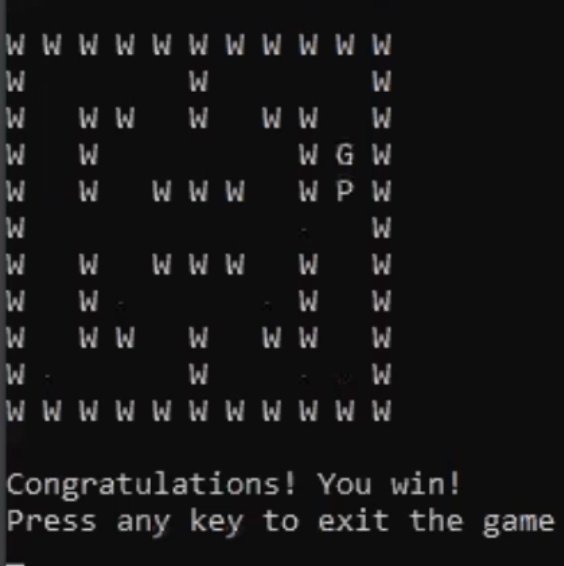 W W W W W W W W W W W
W         W         W
W   W W   W   W W   W
W   W           W G W
W   W   W W W   W P W
W                   W
W   W   W W W   W   W
W   W           W   W
W   W W   W   W W   W
W         W         W
W W W W W W W W W W W
Congratulations! You win!
Press any key to exit the game